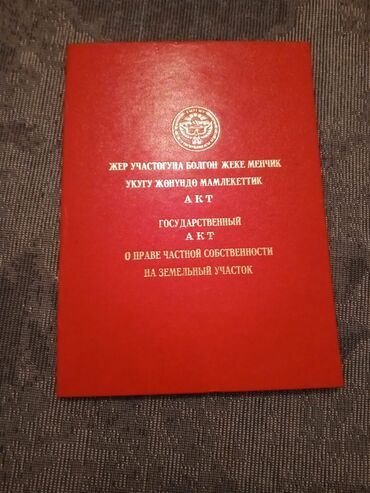 ЖЕР УЧАСТОГУНА БОЛГОН ЖЕКЕ МЕНЧИК
УКУГУ ЖӨНҮНДӨ МАМЛЕКЕТТИК
АКТ
ГОСУДАРСТВЕННЫЙ
АКТ
О ПРАВЕ ЧАСТНОЙ СОБСТВЕННОСТИ
НА ЗЕМЕЛЬНЫЙ УЧАСТОК